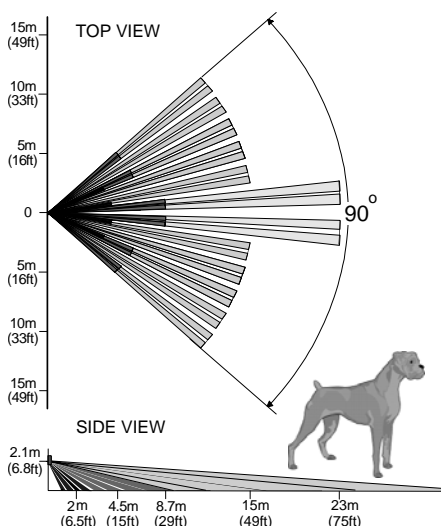 TOP VIEW
15m
(49ft)
10m
(33ft)
5m
(16ft)
0
5m
(16ft)
10m
(33ft)
15m
(49ft)
90°
SIDE VIEW
2.1m
(6.8ft)
2m
(6.5ft)
4.5m
(15ft)
8.7m
(29ft)
15m
(49ft)
23m
(75ft)